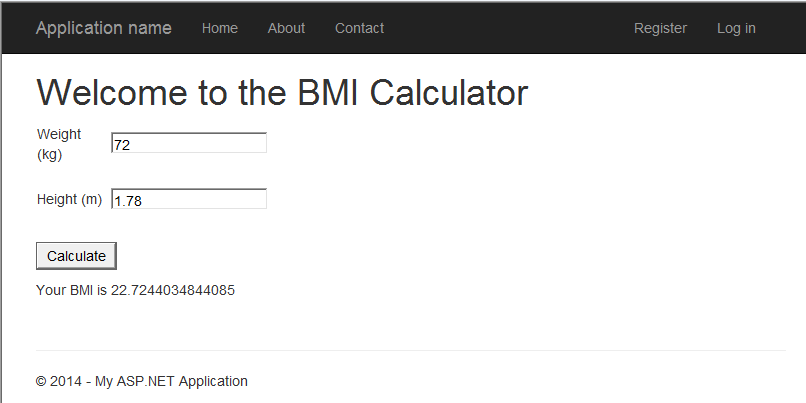 Application name Home About Contact Register Log in
Welcome to the BMI Calculator
Weight
(kg)
72
Height (m) 1.78
Calculate
Your BMI is 22.7244034844085
© 2014 - My ASP.NET Application